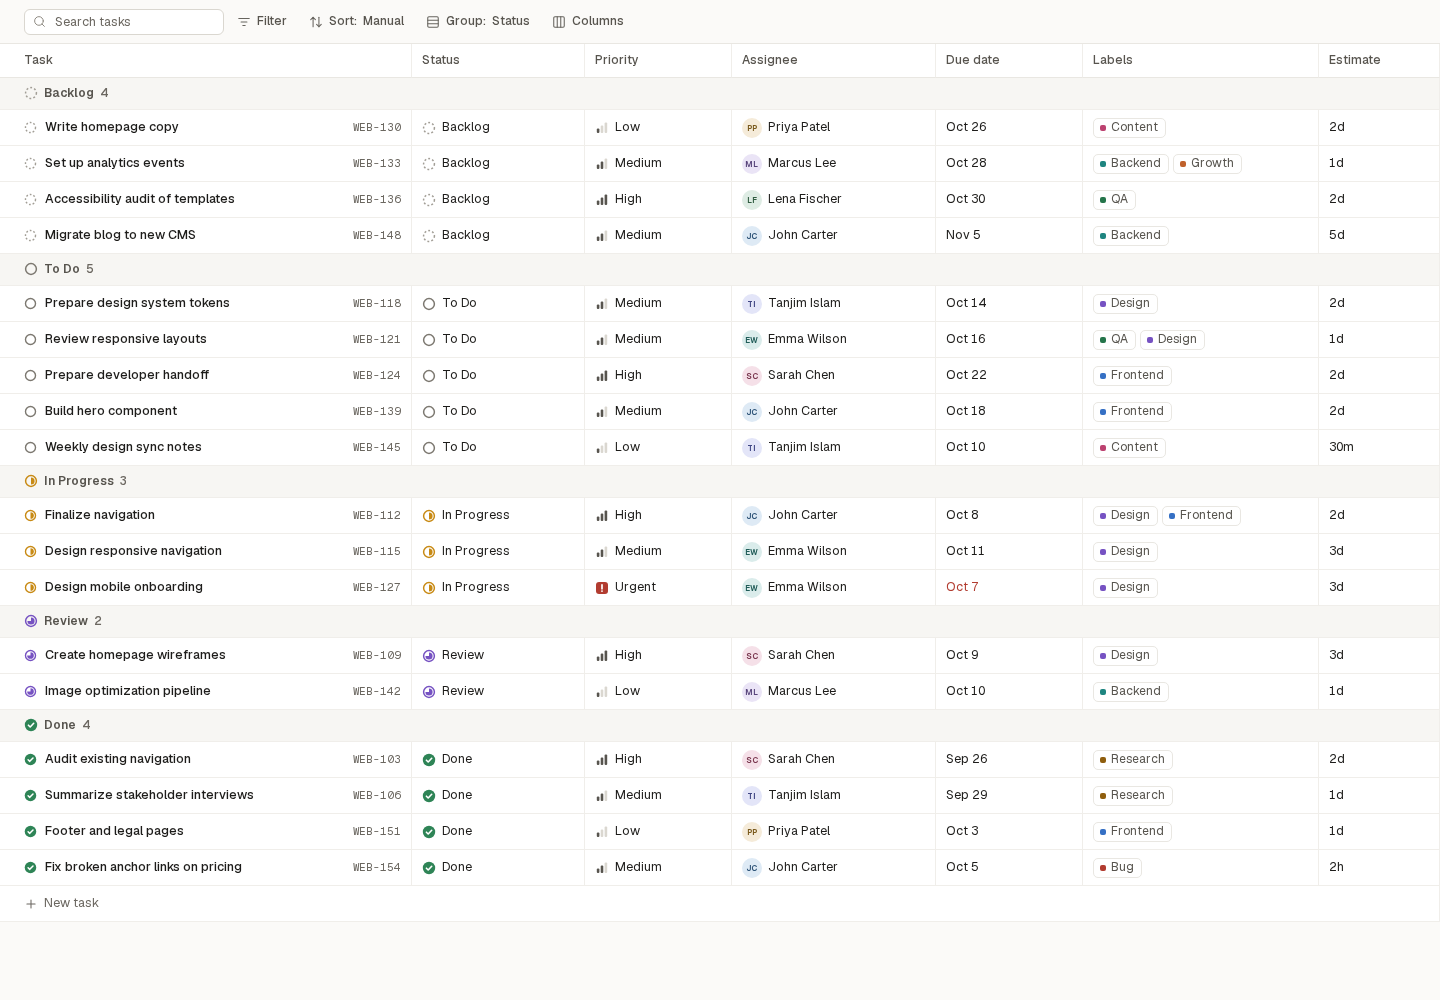 Search tasks Filter Sort: Manual Group: Status Columns
Task Status Priority Assignee Due date Labels Estimate
Backlog 4
Write homepage copy WEB-130 Backlog Low PP Priya Patel Oct 26 Content 2d
Set up analytics events WEB-133 Backlog Medium ML Marcus Lee Oct 28 Backend Growth 1d
Accessibility audit of templates WEB-136 Backlog High LF Lena Fischer Oct 30 QA 2d
Migrate blog to new CMS WEB-148 Backlog Medium JC John Carter Nov 5 Backend 5d
To Do 5
Prepare design system tokens WEB-118 To Do Medium TI Tanjim Islam Oct 14 Design 2d
Review responsive layouts WEB-121 To Do Medium EW Emma Wilson Oct 16 QA Design 1d
Prepare developer handoff WEB-124 To Do High SC Sarah Chen Oct 22 Frontend 2d
Build hero component WEB-139 To Do Medium JC John Carter Oct 18 Frontend 2d
Weekly design sync notes WEB-145 To Do Low TI Tanjim Islam Oct 10 Content 30m
In Progress 3
Finalize navigation WEB-112 In Progress High JC John Carter Oct 8 Design Frontend 2d
Design responsive navigation WEB-115 In Progress Medium EW Emma Wilson Oct 11 Design 3d
Design mobile onboarding WEB-127 In Progress Urgent EW Emma Wilson Oct 7 Design 3d
Review 2
Create homepage wireframes WEB-109 Review High SC Sarah Chen Oct 9 Design 3d
Image optimization pipeline WEB-142 Review Low ML Marcus Lee Oct 10 Backend 1d
Done 4
Audit existing navigation WEB-103 Done High SC Sarah Chen Sep 26 Research 2d
Summarize stakeholder interviews WEB-106 Done Medium TI Tanjim Islam Sep 29 Research 1d
Footer and legal pages WEB-151 Done Low PP Priya Patel Oct 3 Frontend 1d
Fix broken anchor links on pricing WEB-154 Done Medium JC John Carter Oct 5 Bug 2h
New task